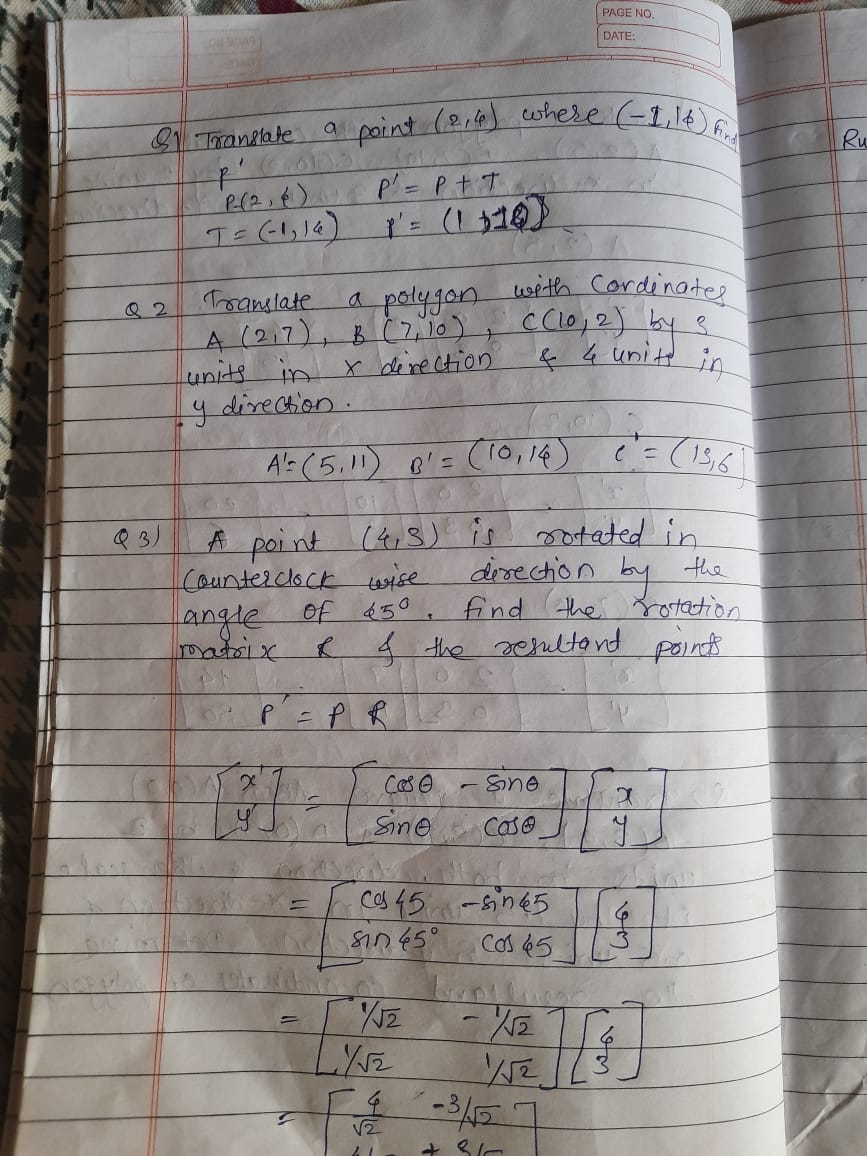 PAGE NO.
DATE:
Q1 Translate a point (2,4) where (-1,14) find
P'
P(2,4) P' = P + T
T = (-1,14) P' = (1
Q 2 Translate a polygon with Cordinates
A (2,7), B (7,10), C(10,2) by 3
units in x direction & 4 units in
y direction.
A'=(5,11) B' = (10,14) C' = (13,6)
Q 3) A point (4,3) is rotated in
Counterclock wise direction by the
angle of 45°. find the rotation
matrix R & the resultant points
P' = P R
[x' y'] = [cosθ -sinθ] [x
sinθ cosθ] y]
= [cos 45 -sin45] [4
sin 45° cos 45] 3]
= [1/√2 -1/√2] [4
1/√2 1/√2] 3]
= [4/√2 -3/√2]
Ru